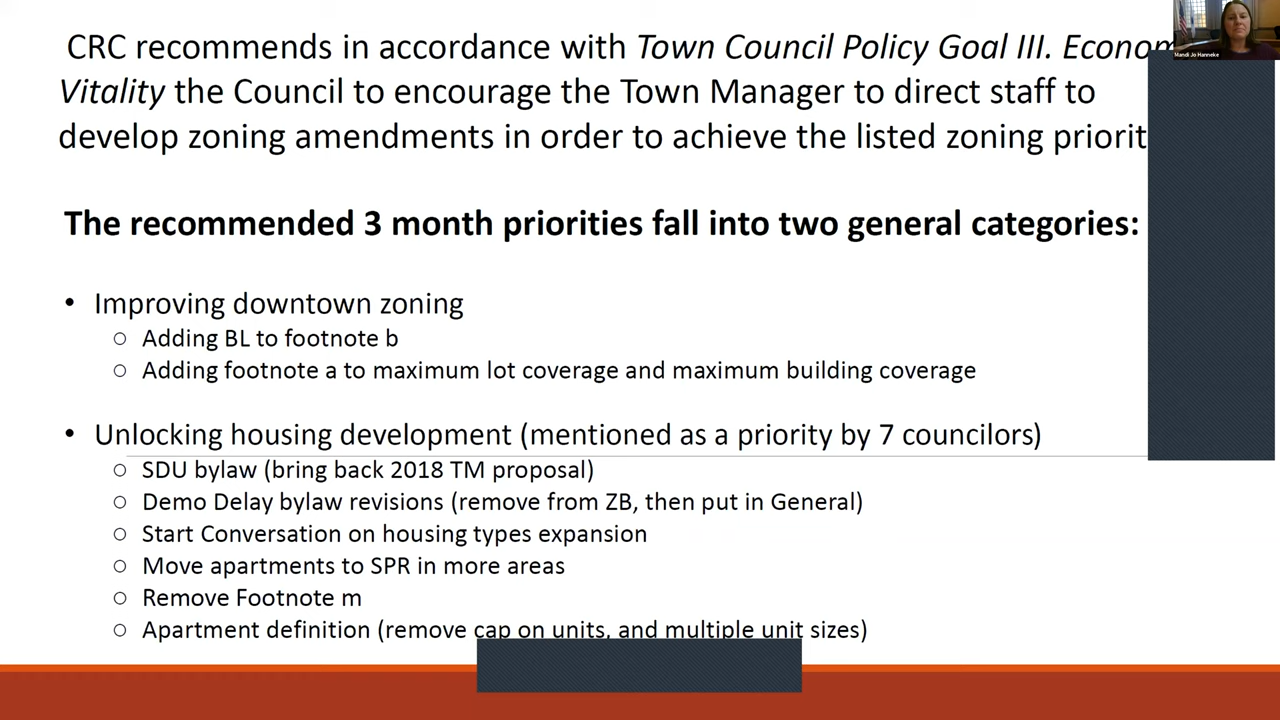 CRC recommends in accordance with Town Council Policy Goal III. Econom
Vitality the Council to encourage the Town Manager to direct staff to
develop zoning amendments in order to achieve the listed zoning priorit
The recommended 3 month priorities fall into two general categories:
• Improving downtown zoning
○ Adding BL to footnote b
○ Adding footnote a to maximum lot coverage and maximum building coverage
• Unlocking housing development (mentioned as a priority by 7 councilors)
○ SDU bylaw (bring back 2018 TM proposal)
○ Demo Delay bylaw revisions (remove from ZB, then put in General)
○ Start Conversation on housing types expansion
○ Move apartments to SPR in more areas
○ Remove Footnote m
○ Apartment definition (remove cap on units, and multiple unit sizes)
Mandi Jo Hanneke